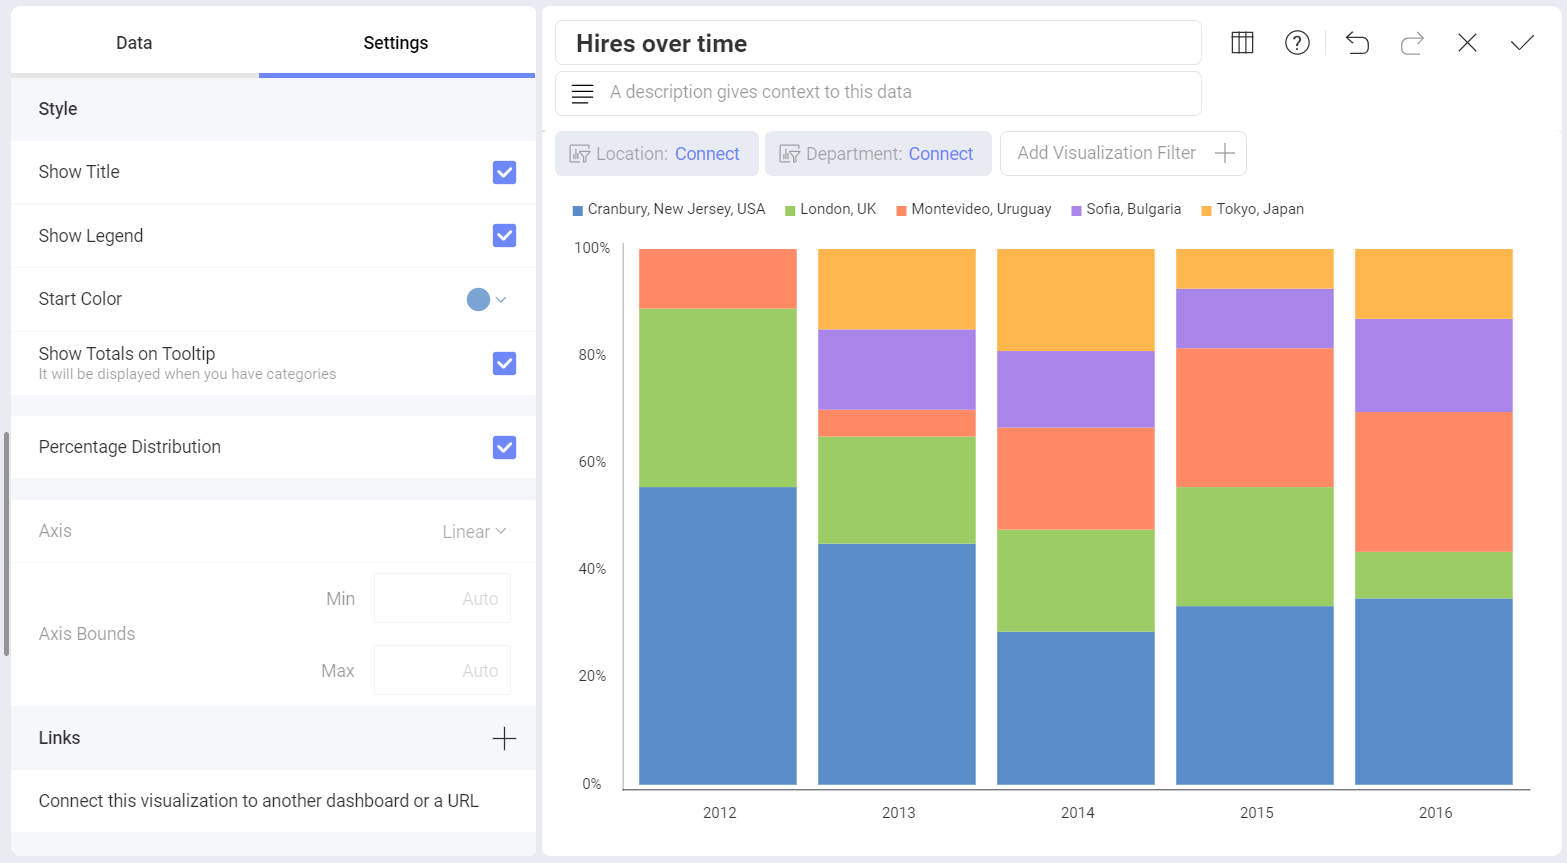 Data
Settings
Style
Show Title
Show Legend
Start Color
Show Totals on Tooltip
It will be displayed when you have categories
Percentage Distribution
Axis
Linear
Axis Bounds
Min
Auto
Max
Auto
Links
Connect this visualization to another dashboard or a URL
Hires over time
A description gives context to this data
Location: Connect
Department: Connect
Add Visualization Filter
Cranbury, New Jersey, USA
London, UK
Montevideo, Uruguay
Sofia, Bulgaria
Tokyo, Japan
100%
80%
60%
40%
20%
0%
2012
2013
2014
2015
2016